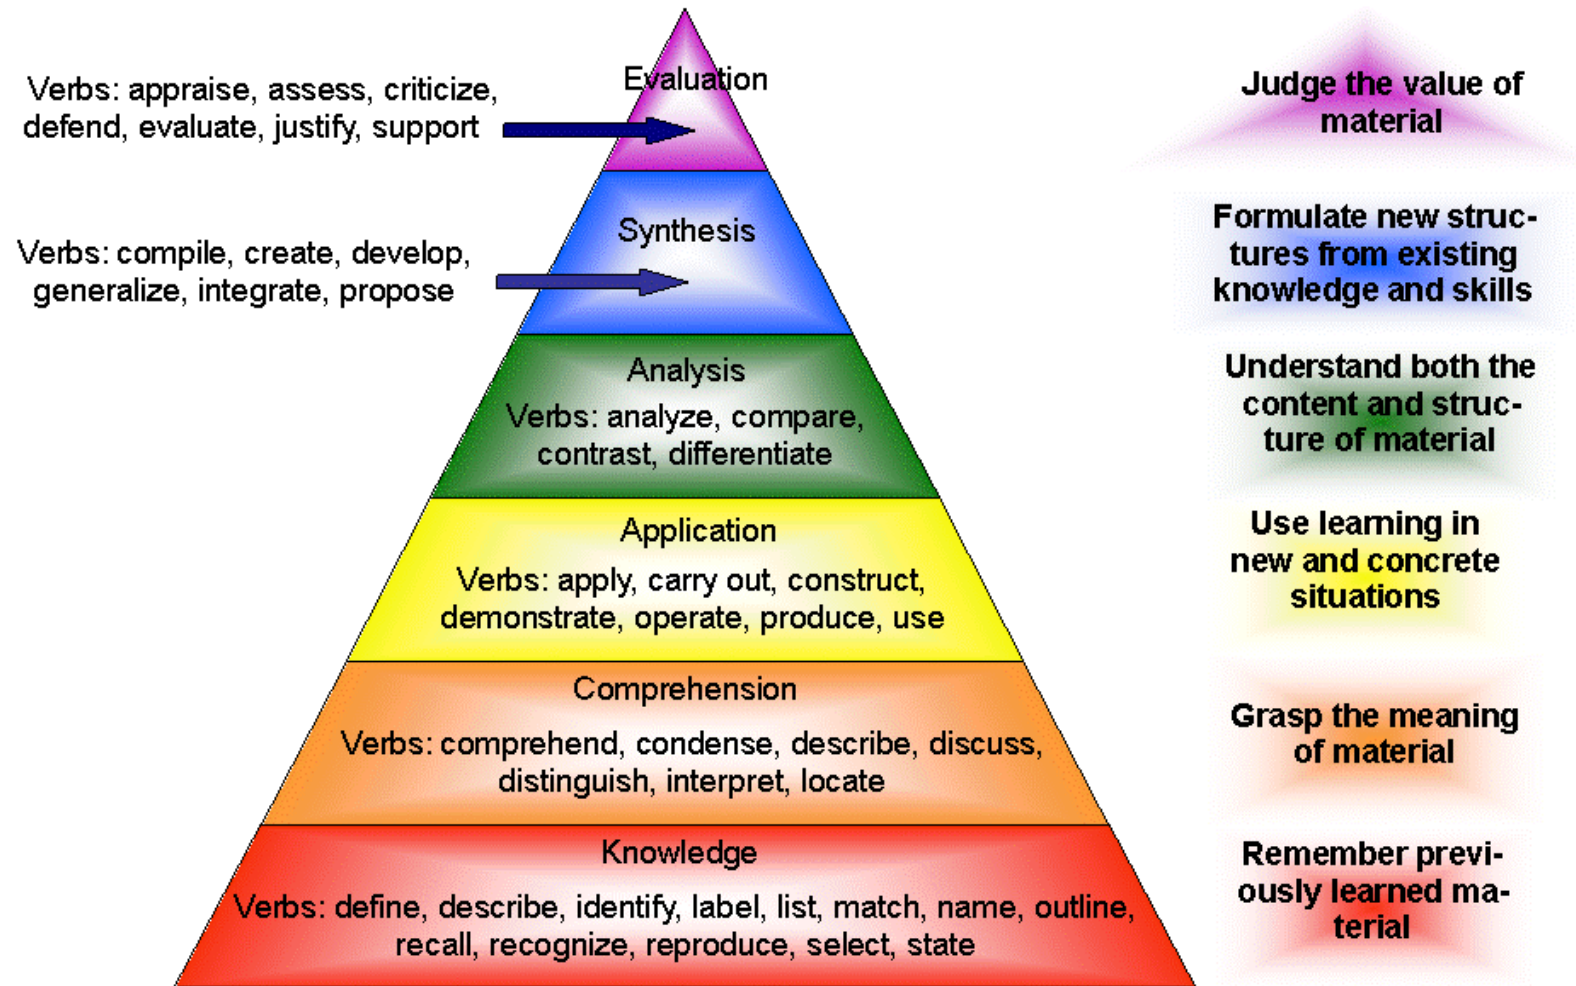 Evaluation
Verbs: appraise, assess, criticize,
defend, evaluate, justify, support
Judge the value of
material
Synthesis
Verbs: compile, create, develop,
generalize, integrate, propose
Formulate new struc-
tures from existing
knowledge and skills
Analysis
Verbs: analyze, compare,
contrast, differentiate
Understand both the
content and struc-
ture of material
Application
Verbs: apply, carry out, construct,
demonstrate, operate, produce, use
Use learning in
new and concrete
situations
Comprehension
Verbs: comprehend, condense, describe, discuss,
distinguish, interpret, locate
Grasp the meaning
of material
Knowledge
Verbs: define, describe, identify, label, list, match, name, outline,
recall, recognize, reproduce, select, state
Remember previ-
ously learned ma-
terial